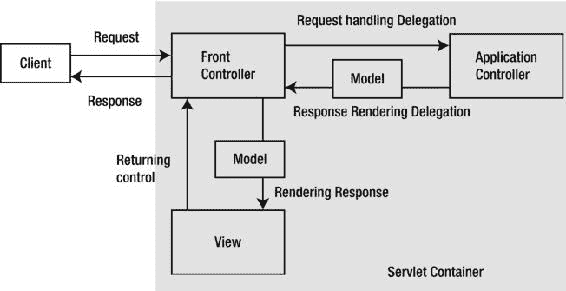 Request
Request handling Delegation
Client
Front
Controller
Application
Controller
Model
Response
Response Rendering Delegation
Returning
control
Model
Rendering Response
View
Servlet Container